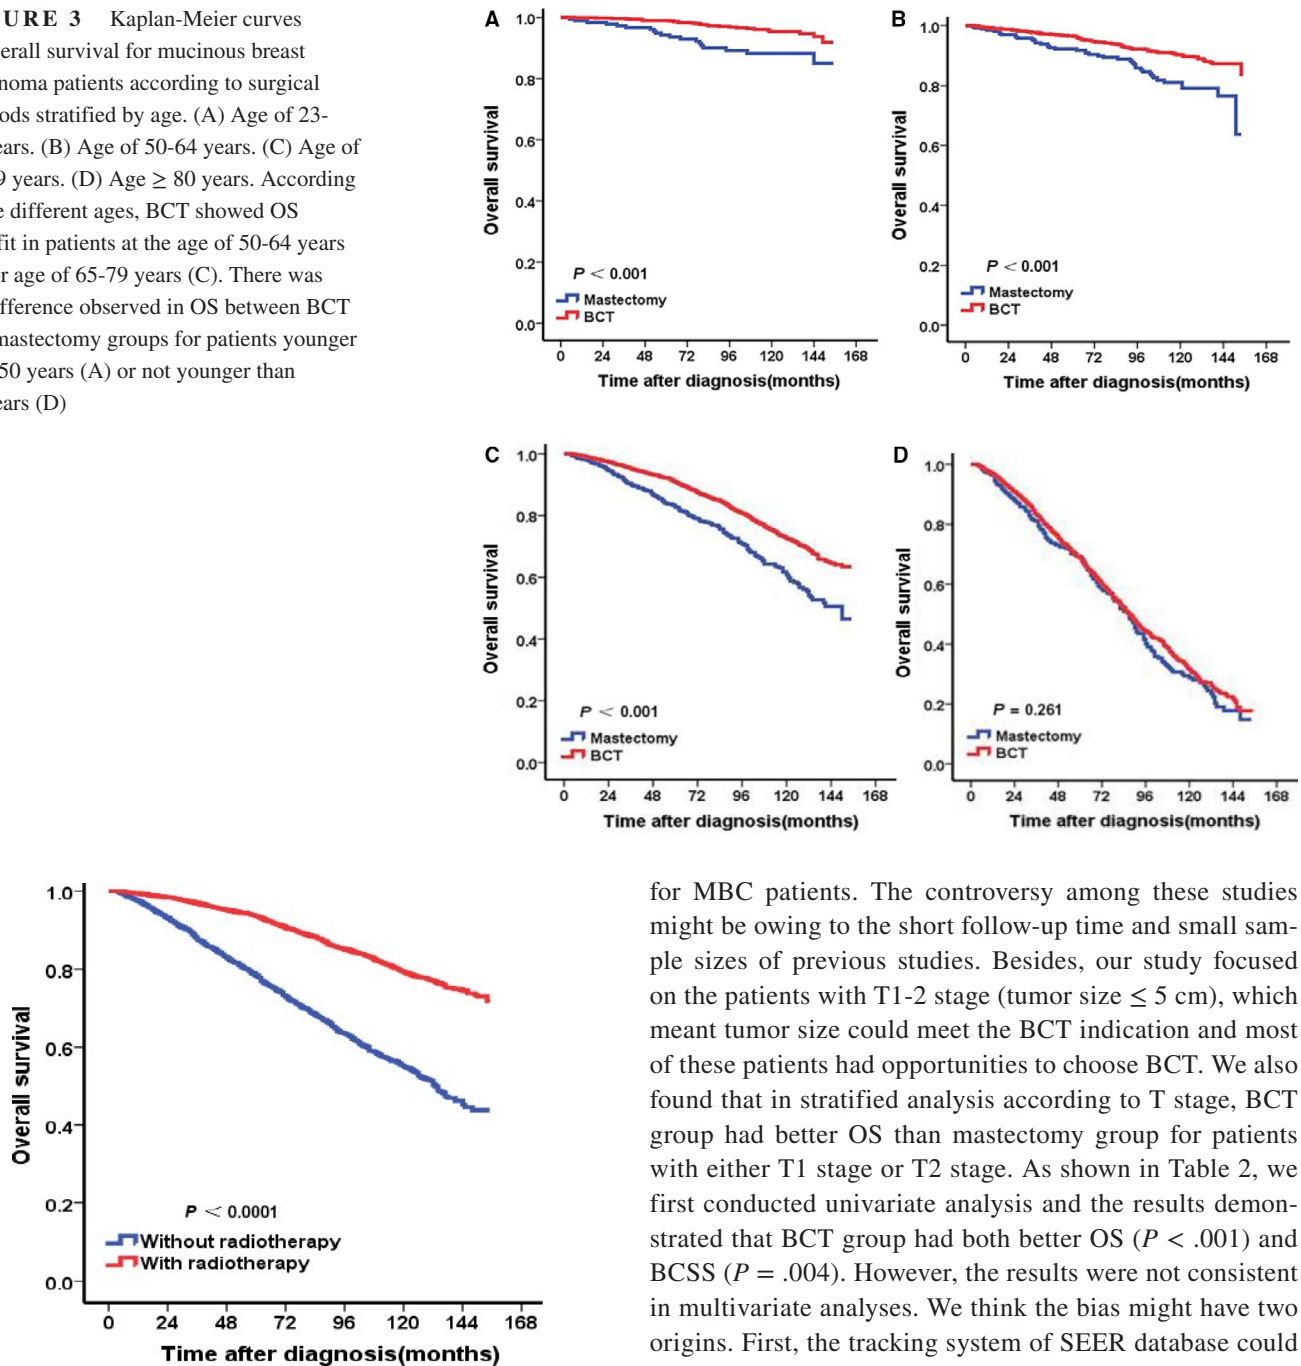 URE 3 Kaplan-Meier curves
erall survival for mucinous breast
noma patients according to surgical
ods stratified by age. (A) Age of 23-
ears. (B) Age of 50-64 years. (C) Age of
9 years. (D) Age ≥ 80 years. According
e different ages, BCT showed OS
fit in patients at the age of 50-64 years
r age of 65-79 years (C). There was
ifference observed in OS between BCT
mastectomy groups for patients younger
50 years (A) or not younger than
ears (D)
A
1.0
0.8
0.6
0.4
0.2
0.0
Overall survival
P < 0.001
Mastectomy
BCT
0 24 48 72 96 120 144 168
Time after diagnosis(months)
B
1.0
0.8
0.6
0.4
0.2
0.0
Overall survival
P < 0.001
Mastectomy
BCT
0 24 48 72 96 120 144 168
Time after diagnosis(months)
C
1.0
0.8
0.6
0.4
0.2
0.0
Overall survival
P < 0.001
Mastectomy
BCT
0 24 48 72 96 120 144 168
Time after diagnosis(months)
D
1.0
0.8
0.6
0.4
0.2
0.0
Overall survival
P = 0.261
Mastectomy
BCT
0 24 48 72 96 120 144 168
Time after diagnosis(months)
1.0
0.8
0.6
0.4
0.2
0.0
Overall survival
P < 0.0001
Without radiotherapy
With radiotherapy
0 24 48 72 96 120 144 168
Time after diagnosis(months)
for MBC patients. The controversy among these studies
might be owing to the short follow-up time and small sam-
ple sizes of previous studies. Besides, our study focused
on the patients with T1-2 stage (tumor size ≤ 5 cm), which
meant tumor size could meet the BCT indication and most
of these patients had opportunities to choose BCT. We also
found that in stratified analysis according to T stage, BCT
group had better OS than mastectomy group for patients
with either T1 stage or T2 stage. As shown in Table 2, we
first conducted univariate analysis and the results demon-
strated that BCT group had both better OS (P < .001) and
BCSS (P = .004). However, the results were not consistent
in multivariate analyses. We think the bias might have two
origins. First, the tracking system of SEER database could